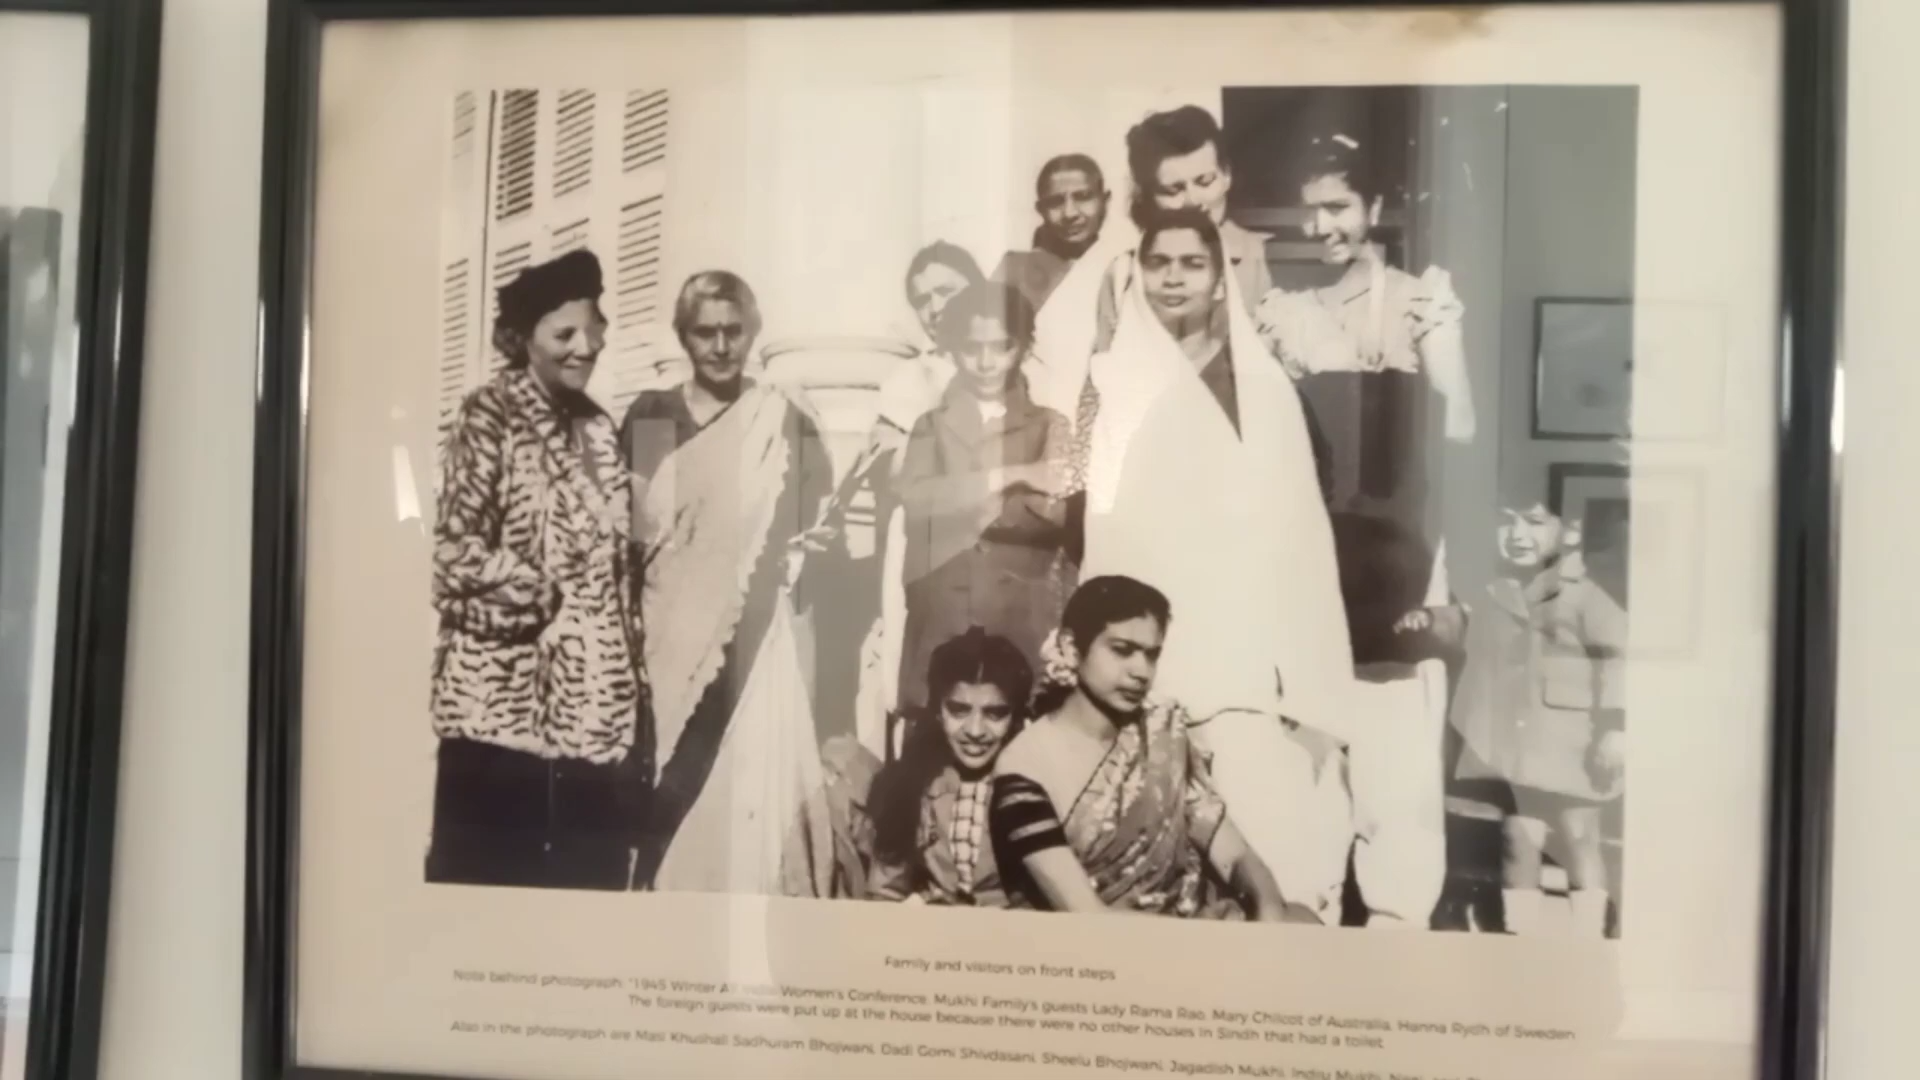 Family and visitors on front steps
Note behind photograph: "1945 Winter All India Women's Conference. Mukhi Family's guests Lady Rama Rao, Mary Chilcot of Australia, Hanna Rydh of Sweden
The foreign guests were put up at the house because there were no other houses in Sindh that had a toilet
Also in the photograph are Masi Khushali Sadhuram Bhojwani, Dadi Gomi Shivdasani, Sheelu Bhojwani, Jagadish Mukhi, Indru Mukhi,